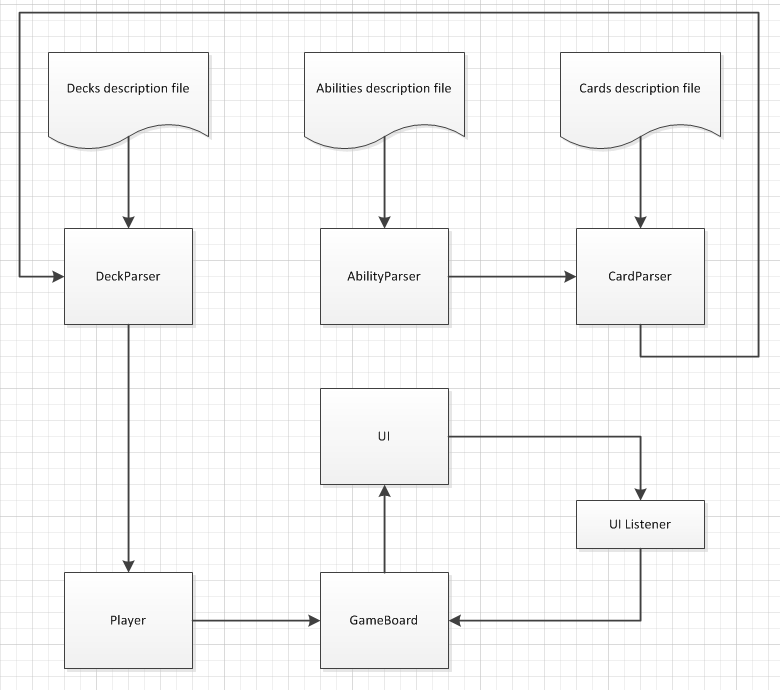 Decks description file
Abilities description file
Cards description file
DeckParser
AbilityParser
CardParser
UI
UI Listener
Player
GameBoard